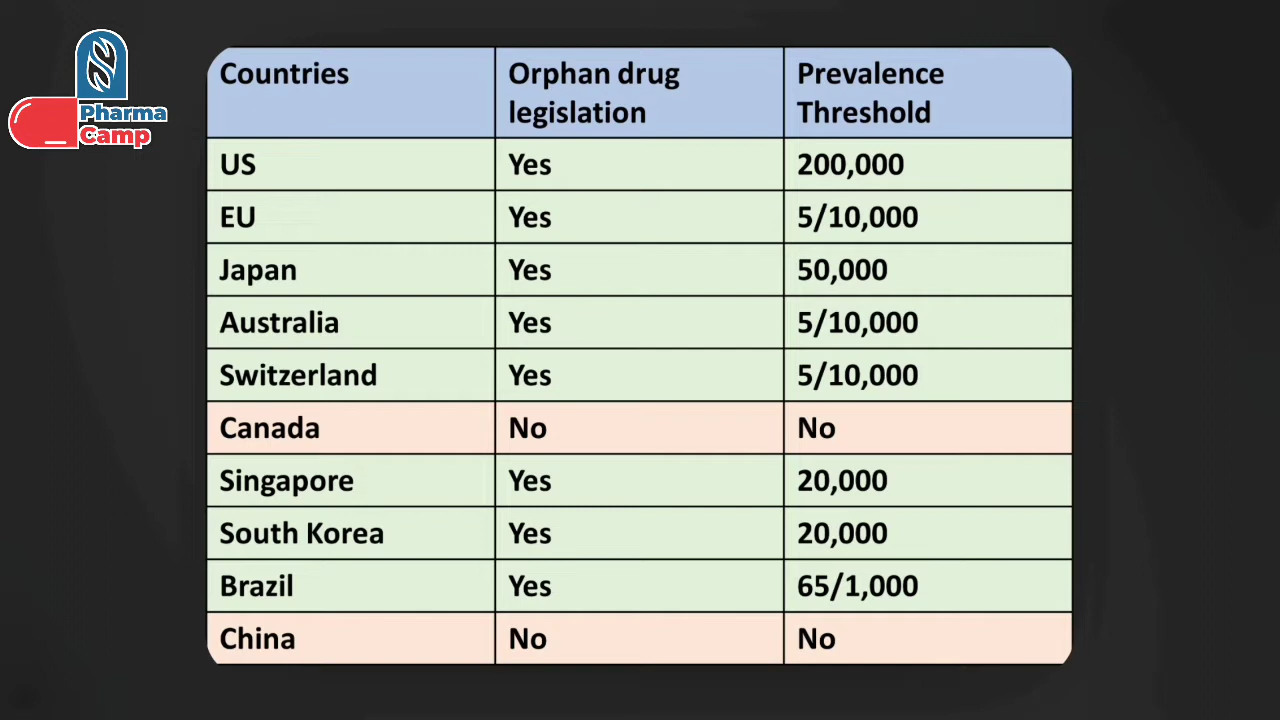 Pharma
Camp
Countries Orphan drug legislation Prevalence Threshold
US Yes 200,000
EU Yes 5/10,000
Japan Yes 50,000
Australia Yes 5/10,000
Switzerland Yes 5/10,000
Canada No No
Singapore Yes 20,000
South Korea Yes 20,000
Brazil Yes 65/1,000
China No No